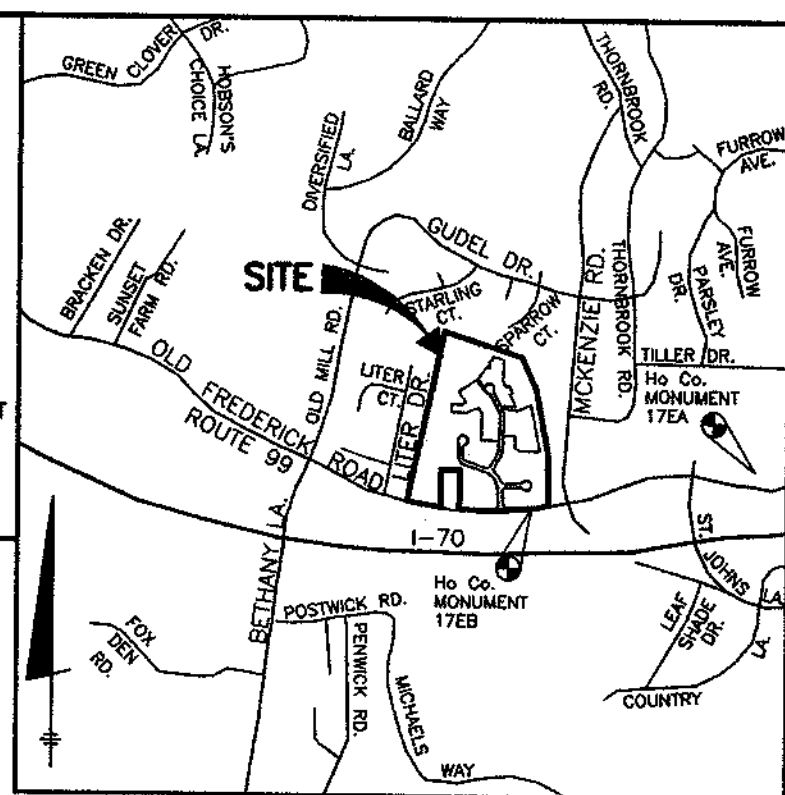 GREEN CLOVER DR.
HOBSON'S
CHOICE LA.
DIVERSIFIED
LA.
BALLARD
WAY
THORNBROOK
RD.
FURROW
AVE.
FURROW
AVE.
PARSLEY
DR.
GUDEL DR.
BRACKEN DR.
SUNSET
FARM RD.
SITE
STARLING
CT.
SPARROW
CT.
MCKENZIE RD.
THORNBROOK RD.
TILLER DR.
Ho Co.
MONUMENT
17EA
OLD MILL RD.
LITER
CT.
LITER DR.
OLD FREDERICK ROAD
ROUTE 99
T
I-70
Ho Co.
MONUMENT
17EB
ST. JOHNS LA.
BETHANY LA.
POSTWICK RD.
PENWICK RD.
MICHAELS
WAY
FOX
DEN
RD.
LEAF
SHADE
DR.
COUNTRY LA.